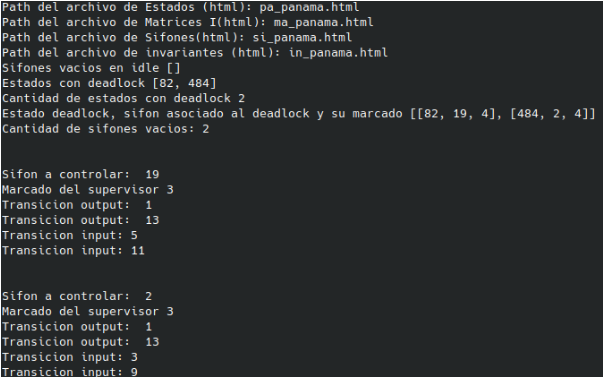 Path del archivo de Estados (html): pa_panama.html
Path del archivo de Matrices I(html): ma_panama.html
Path del archivo de Sifones(html): si_panama.html
Path del archivo de invariantes (html): in_panama.html
Sifones vacios en idle []
Estados con deadlock [82, 484]
Cantidad de estados con deadlock 2
Estado deadlock, sifon asociado al deadlock y su marcado [[82, 19, 4], [484, 2, 4]]
Cantidad de sifones vacios: 2
Sifon a controlar:  19
Marcado del supervisor 3
Transicion output:  1
Transicion output:  13
Transicion input: 5
Transicion input: 11
Sifon a controlar:  2
Marcado del supervisor 3
Transicion output:  1
Transicion output:  13
Transicion input: 3
Transicion input: 9